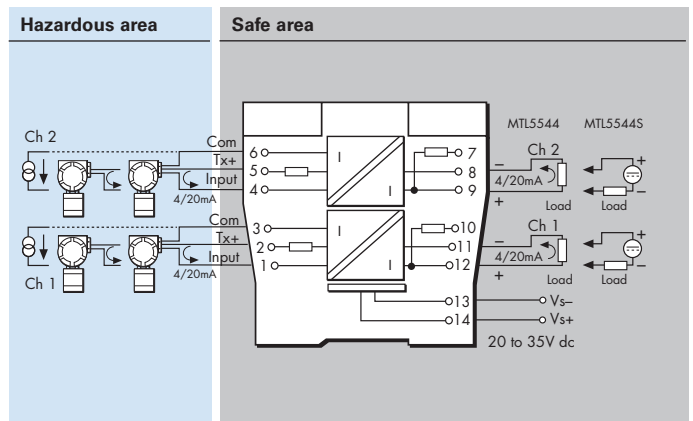 Hazardous area
Safe area
Ch 2
Com
Tx+
Input
4/20mA
6
5
4
I
I
7
8
9
MTL5544
MTL5544S
Ch 2
–
4/20mA
+
Load
+
–
Load
Ch 1
Com
Tx+
Input
4/20mA
3
2
1
I
I
10
11
12
Ch 1
–
4/20mA
+
Load
+
–
Load
13
Vs–
14
Vs+
20 to 35V dc